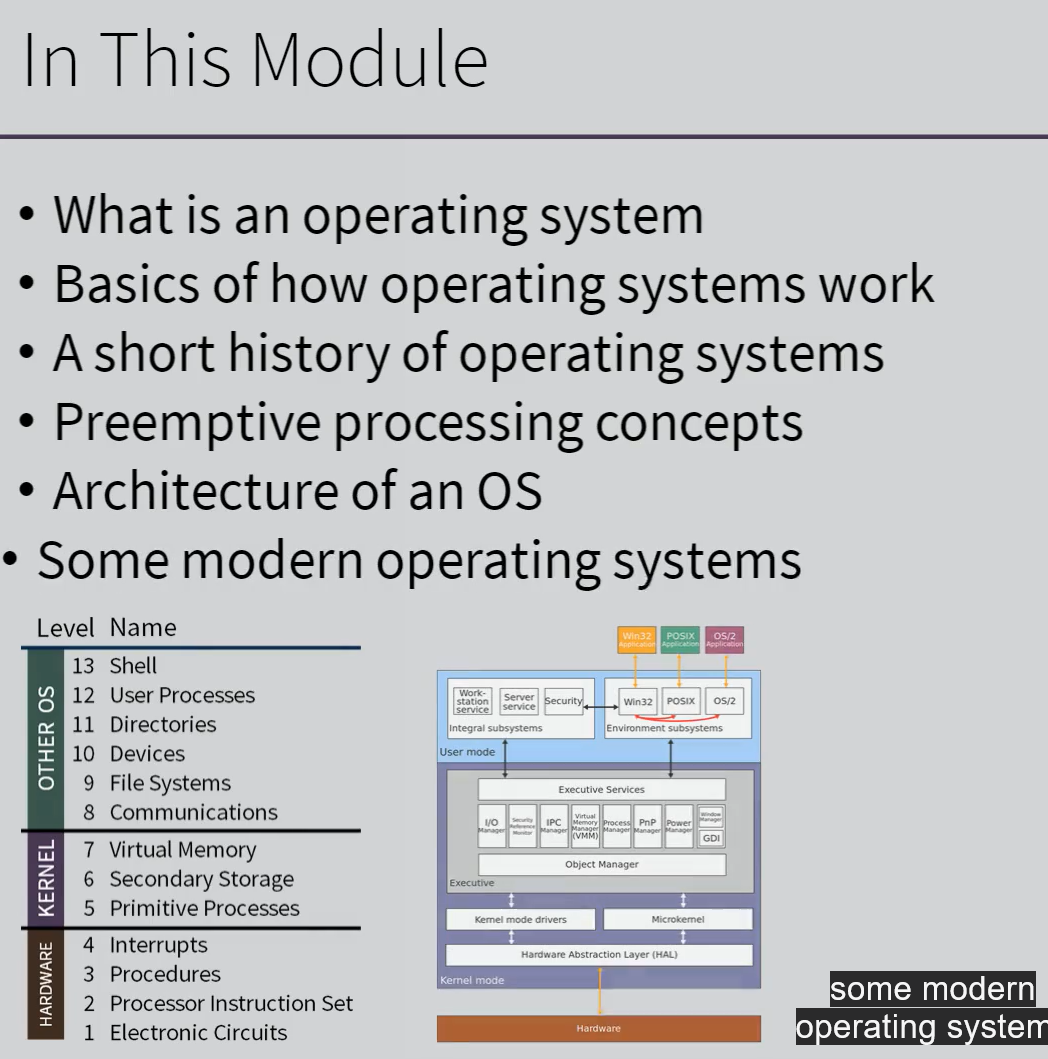 In This Module
• What is an operating system
• Basics of how operating systems work
• A short history of operating systems
• Preemptive processing concepts
• Architecture of an OS
• Some modern operating systems
Level Name
OTHER OS
13 Shell
12 User Processes
11 Directories
10 Devices
9 File Systems
8 Communications
KERNEL
7 Virtual Memory
6 Secondary Storage
5 Primitive Processes
HARDWARE
4 Interrupts
3 Procedures
2 Processor Instruction Set
1 Electronic Circuits
Win32
Application
POSIX
Application
OS/2
Application
Work-
station
service
Server
service
Security
Integral subsystems
Win32
POSIX
OS/2
Environment subsystems
User mode
Executive Services
I/O
Manager
Security
Reference
Monitor
IPC
Manager
Virtual
Memory
Manager
(VMM)
Process
Manager
PnP
Manager
Power
Manager
Window
Manager
GDI
Object Manager
Executive
Kernel mode drivers
Microkernel
Hardware Abstraction Layer (HAL)
Kernel mode
Hardware
some modern
operating system